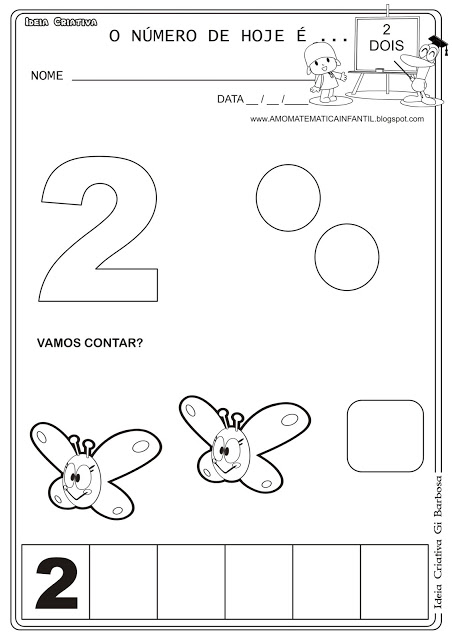 Ideia Criativa
O NÚMERO DE HOJE É ...
2
DOIS
NOME
DATA __ / __ / ____
www.AMOMATEMATICAINFANTIL.blogspot.com
2
VAMOS CONTAR?
2
Ideia Criativa Gi Barbosa